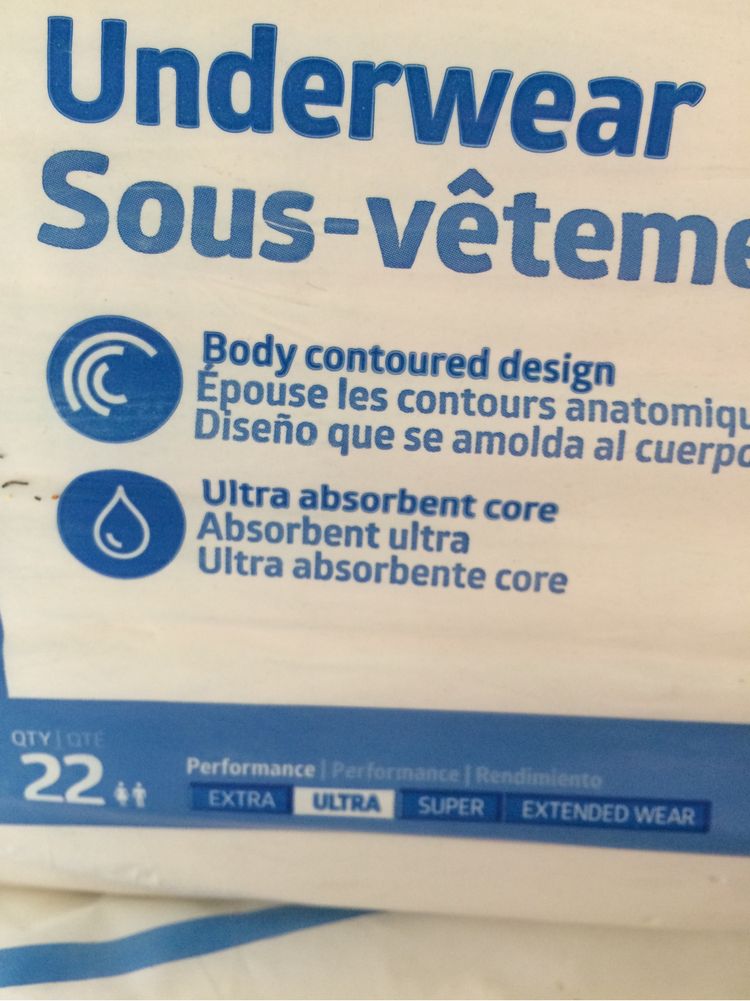 Underwear
Sous-vêteme
Body contoured design
Épouse les contours anatomiqu
Diseño que se amolda al cuerpo
Ultra absorbent core
Absorbent ultra
Ultra absorbente core
QTY | QTÉ
22
Performance | Performance | Rendimiento
EXTRA ULTRA SUPER EXTENDED WEAR